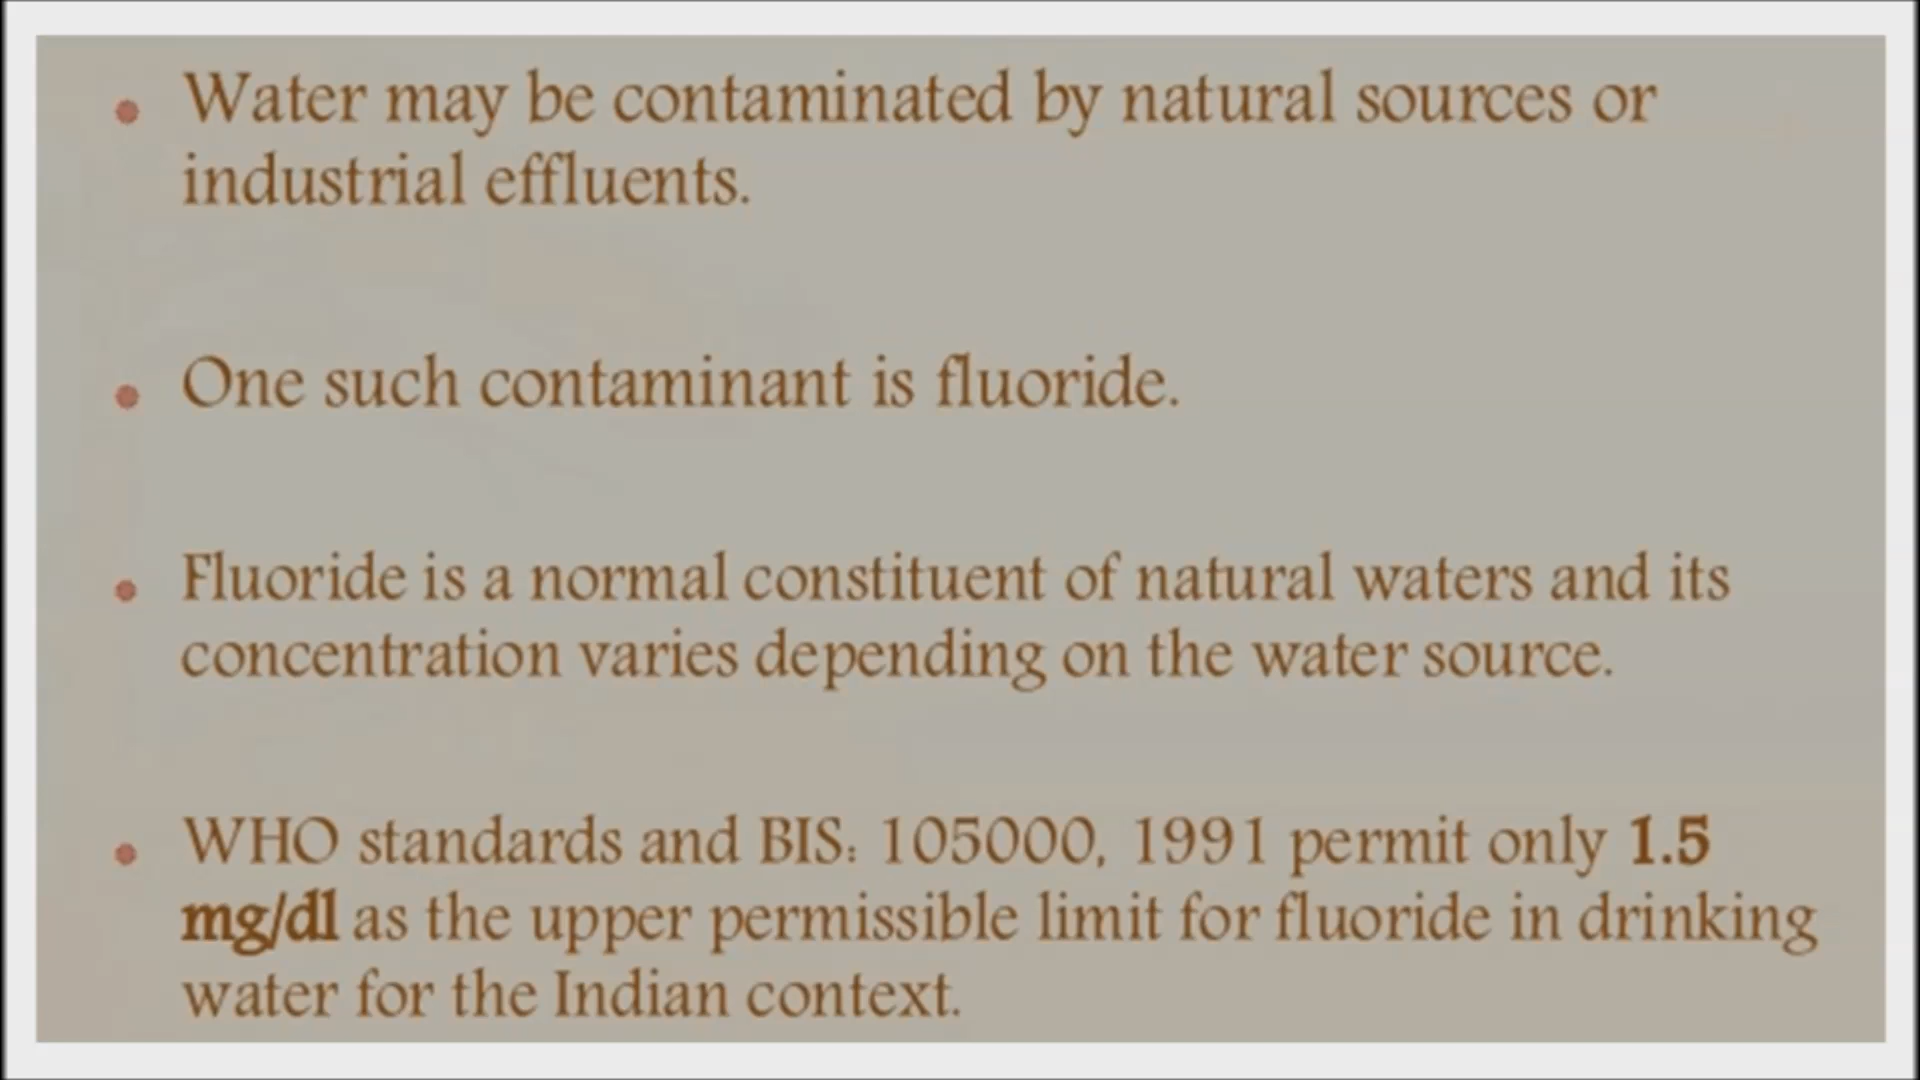 Water may be contaminated by natural sources or
industrial effluents.
One such contaminant is fluoride.
Fluoride is a normal constituent of natural waters and its
concentration varies depending on the water source.
WHO standards and BIS: 105000, 1991 permit only 1.5
mg/dl as the upper permissible limit for fluoride in drinking
water for the Indian context.